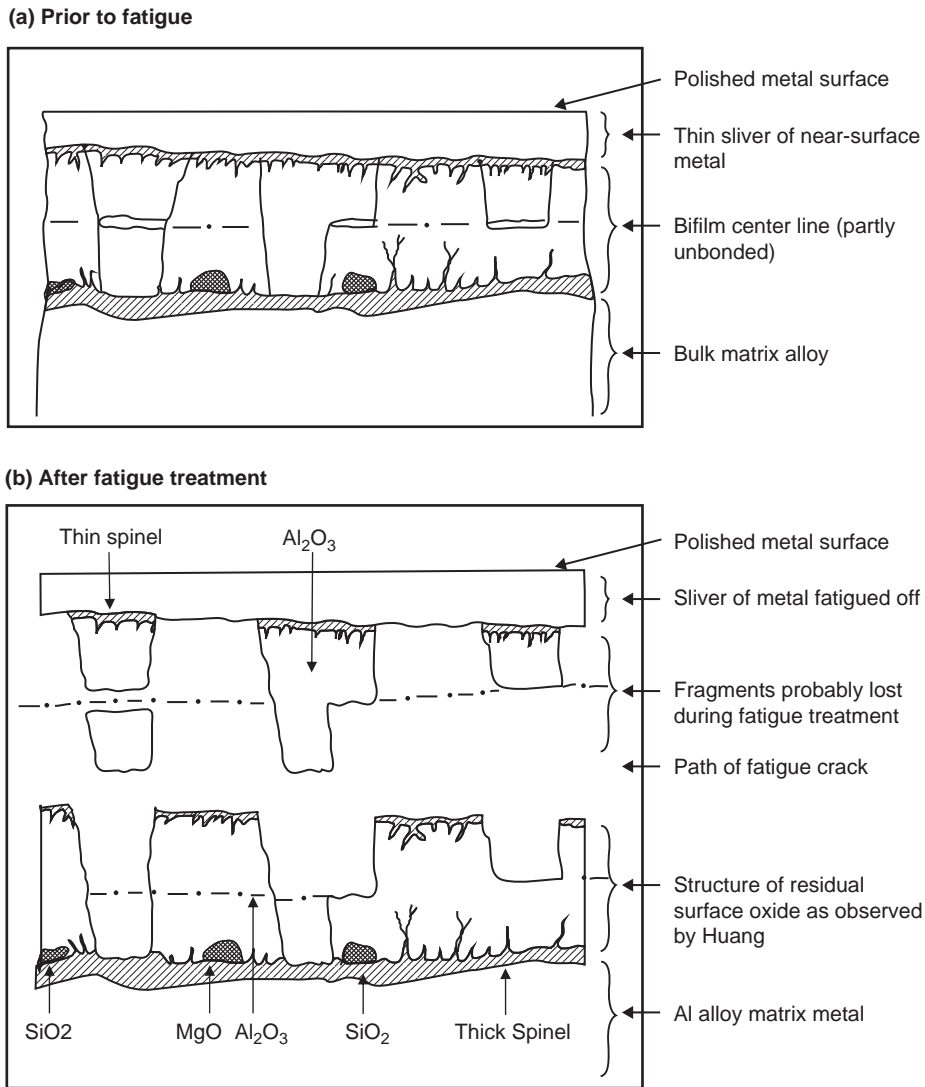 (a) Prior to fatigue
Polished metal surface
Thin sliver of near-surface
metal
Bifilm center line (partly
unbonded)
Bulk matrix alloy
(b) After fatigue treatment
Thin spinel
Al₂O₃
Polished metal surface
Sliver of metal fatigued off
Fragments probably lost
during fatigue treatment
Path of fatigue crack
Structure of residual
surface oxide as observed
by Huang
Al alloy matrix metal
SiO2
MgO
Al₂O₃
SiO₂
Thick Spinel